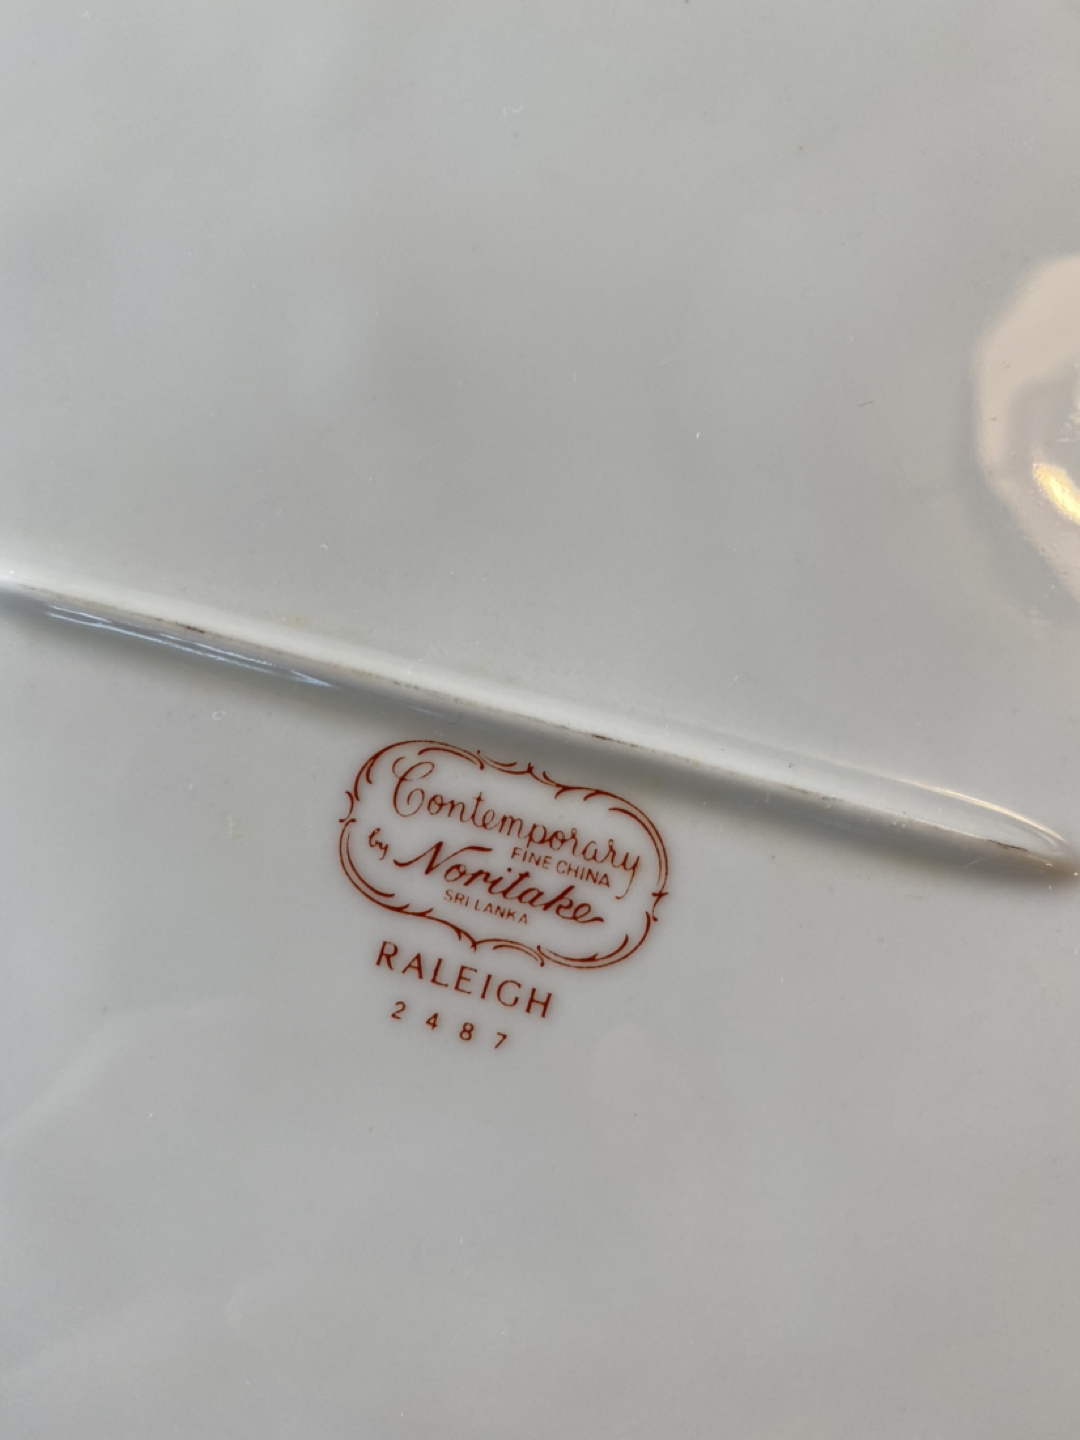 Contemporary
FINE CHINA
by Noritake
SRI LANKA
RALEIGH
2487